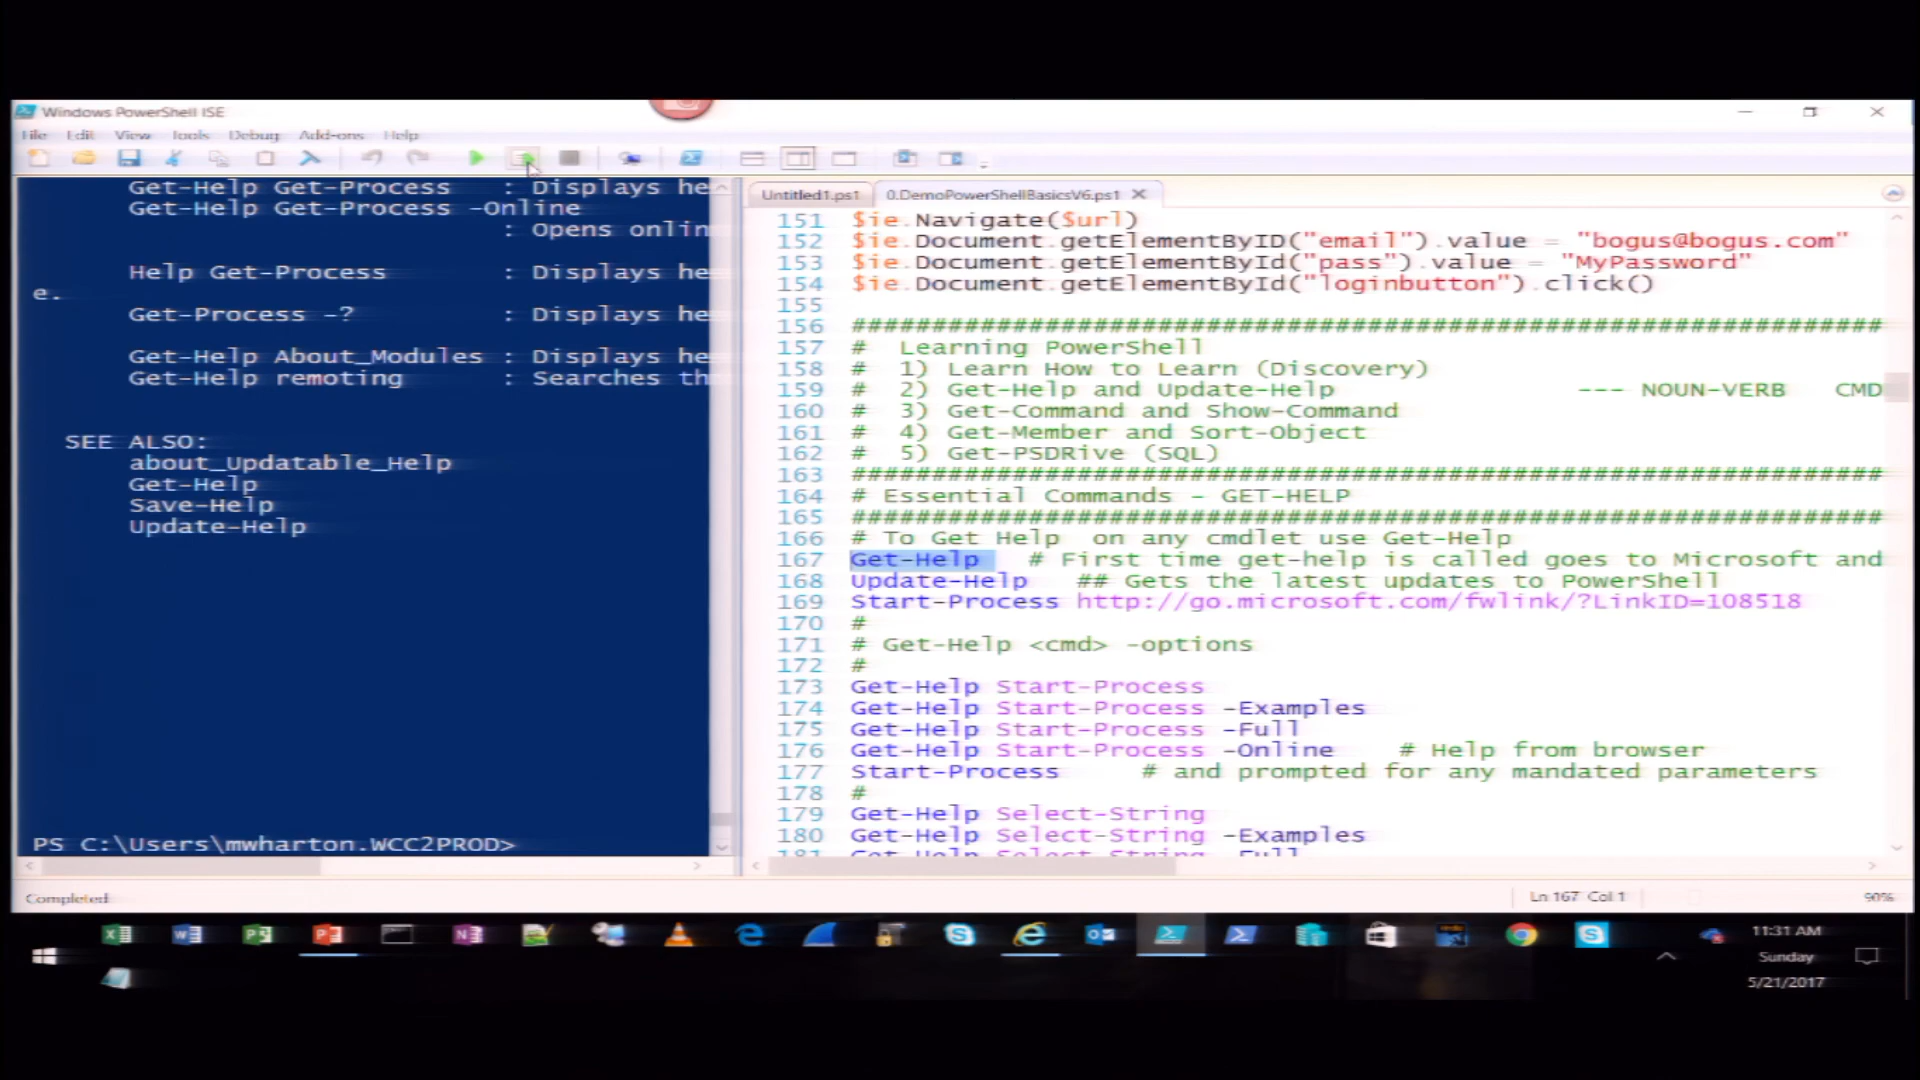 Windows PowerShell ISE
File Edit View Tools Debug Add-ons Help
Get-Help Get-Process : Displays he
Get-Help Get-Process -Online
: Opens onlin
Help Get-Process : Displays he
e.
Get-Process -? : Displays he
Get-Help About_Modules : Displays he
Get-Help remoting : Searches th
SEE ALSO:
about_Updatable_Help
Get-Help
Save-Help
Update-Help
PS C:\Users\mwharton.WCC2PROD>
Untitled1.ps1 0.DemoPowerShellBasicsV6.ps1
151 $ie.Navigate($url)
152 $ie.Document.getElementByID("email").value = "bogus@bogus.com"
153 $ie.Document.getElementById("pass").value = "MyPassword"
154 $ie.Document.getElementById("loginbutton").click()
155
156 ################################################################
157 # Learning PowerShell
158 # 1) Learn How to Learn (Discovery)
159 # 2) Get-Help and Update-Help --- NOUN-VERB CMD
160 # 3) Get-Command and Show-Command
161 # 4) Get-Member and Sort-Object
162 # 5) Get-PSDRive (SQL)
163 ################################################################
164 # Essential Commands - GET-HELP
165 ################################################################
166 # To Get Help on any cmdlet use Get-Help
167 Get-Help # First time get-help is called goes to Microsoft and
168 Update-Help ## Gets the latest updates to PowerShell
169 Start-Process http://go.microsoft.com/fwlink/?LinkID=108518
170 #
171 # Get-Help <cmd> -options
172 #
173 Get-Help Start-Process
174 Get-Help Start-Process -Examples
175 Get-Help Start-Process -Full
176 Get-Help Start-Process -Online # Help from browser
177 Start-Process # and prompted for any mandated parameters
178 #
179 Get-Help Select-String
180 Get-Help Select-String -Examples
181 Get-Help Select-String -Full
Completed Ln 167 Col 1 90%
11:31 AM
Sunday
5/21/2017